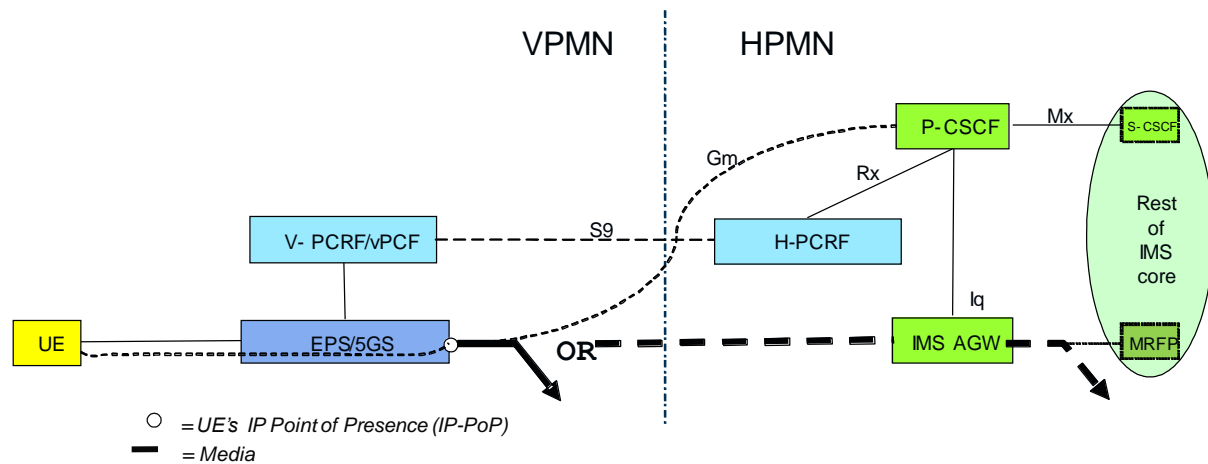 VPMN
HPMN
P-CSCF
Mx
S-CSCF
Gm
Rx
V- PCRF/vPCF
S9
H-PCRF
Rest
of
IMS
core
Iq
UE
EPS/5GS
OR
IMS AGW
MRFP
= UE's IP Point of Presence (IP-PoP)
= Media